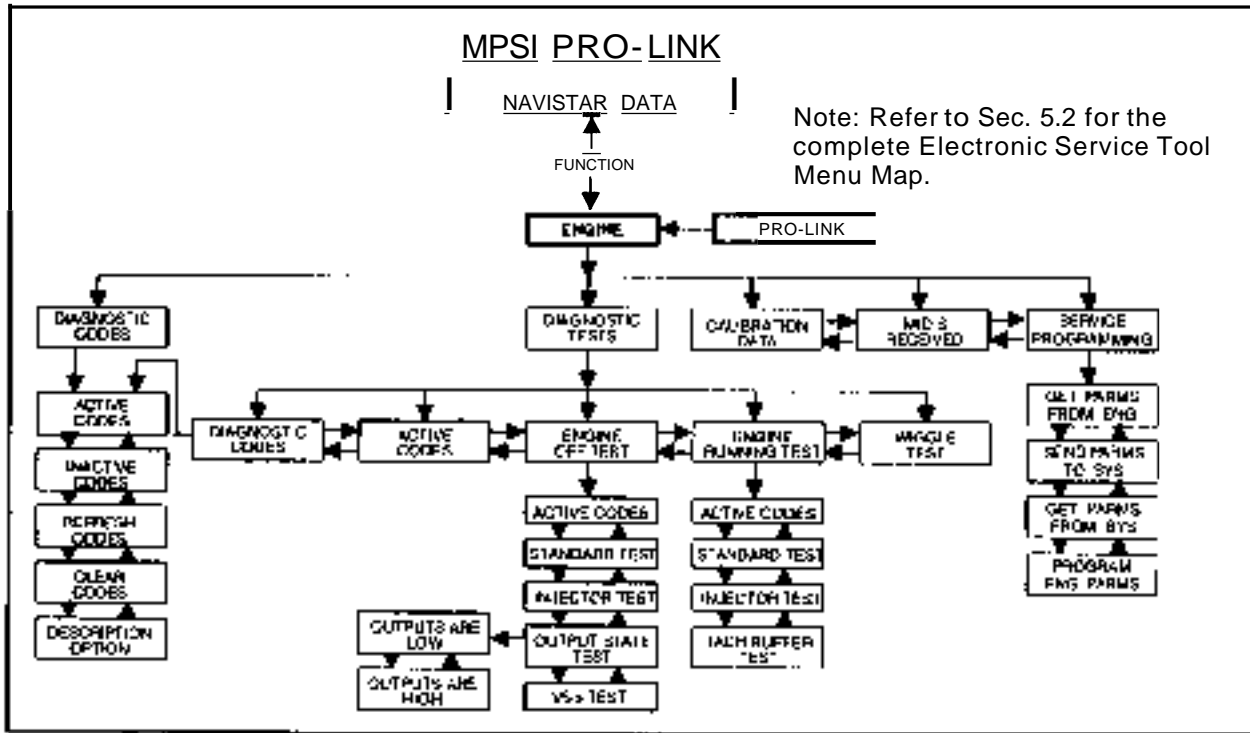 MPSI PRO-LINK
NAVISTAR DATA
Note: Refer to Sec. 5.2 for the
complete Electronic Service Tool
Menu Map.
FUNCTION
ENGINE
PRO-LINK
DIAGNOSTIC
CODES
DIAGNOSTIC
TESTS
CALIBRATION
DATA
MID S
RECEIVED
SERVICE
PROGRAMMING
ACTIVE
CODES
INACTIVE
CODES
REFRESH
CODES
CLEAR
CODES
DESCRIPTION
OPTION
DIAGNOSTIC
CODES
ACTIVE
CODES
ENGINE
OFF TEST
ENGINE
RUNNING TEST
WIGGLE
TEST
GET PARMS
FROM ENG
SEND PARMS
TO SYS
GET PARMS
FROM SYS
PROGRAM
ENG PARMS
ACTIVE CODES
STANDARD TEST
INJECTOR TEST
OUTPUT STATE
TEST
TEST
OUTPUTS ARE
LOW
OUTPUTS ARE
HIGH
ACTIVE CODES
STANDARD TEST
INJECTOR TEST
TACH BUFFER
TEST